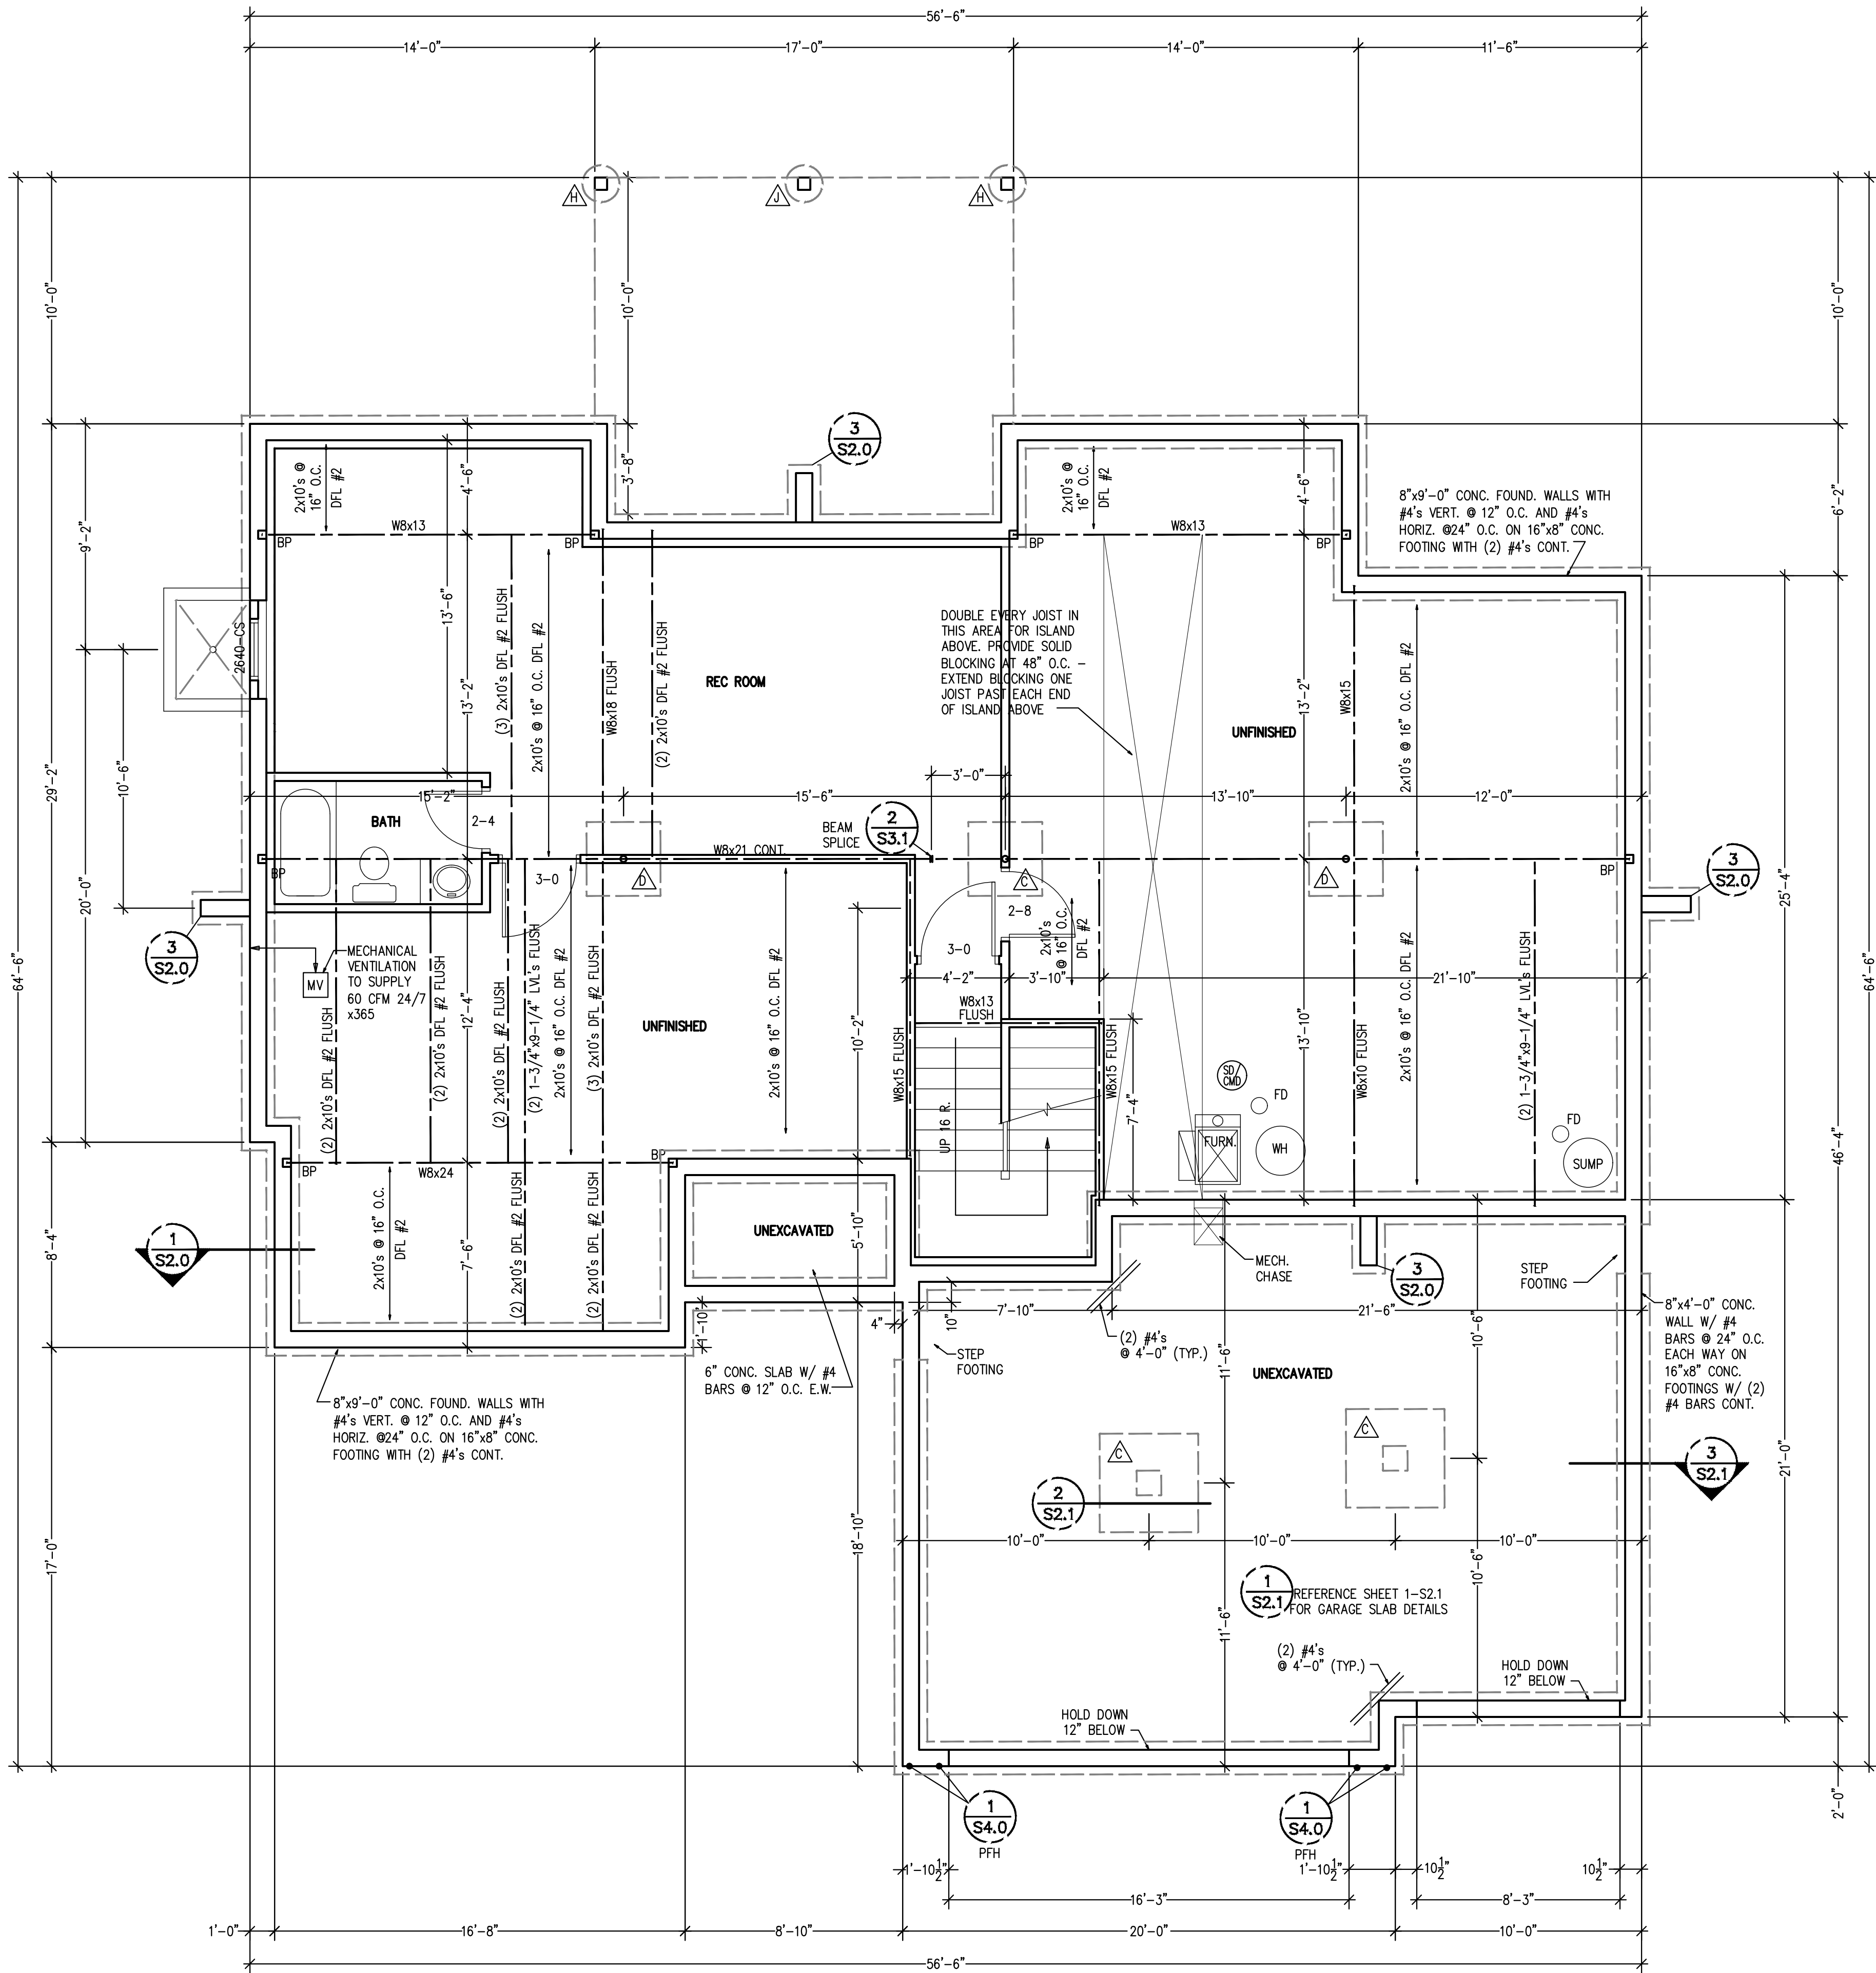 56'-6"
14'-0"
17'-0"
14'-0"
11'-6"
H
J
H
10'-0"
10'-0"
10'-0"
3
S2.0
3'-8"
2x10's @
16" O.C.
DFL #2
4'-6"
2x10's @
16" O.C.
DFL #2
4'-6"
8"x9'-0" CONC. FOUND. WALLS WITH
#4's VERT. @ 12" O.C. AND #4's
HORIZ. @24" O.C. ON 16"x8" CONC.
FOOTING WITH (2) #4's CONT.
6'-2"
9'-2"
W8x13
BP
BP
W8x13
BP
BP
13'-6"
2640-CS
13'-2"
(3) 2x10's DFL #2 FLUSH
2x10's @ 16" O.C. DFL #2
W8x18 FLUSH
(2) 2x10's DFL #2 FLUSH
REC ROOM
DOUBLE EVERY JOIST IN
THIS AREA FOR ISLAND
ABOVE. PROVIDE SOLID
BLOCKING AT 48" O.C. -
EXTEND BLOCKING ONE
JOIST PAST EACH END
OF ISLAND ABOVE
UNFINISHED
13'-2"
W8x15
2x10's @ 16" O.C. DFL #2
29'-2"
10'-6"
20'-0"
64'-6"
15'-2"
15'-6"
3'-0"
13'-10"
12'-0"
BATH
2-4
BEAM
SPLICE
2
S3.1
W8x21 CONT.
BP
3-0
D
C
D
BP
3
S2.0
25'-4"
64'-6"
2-8
3-0
2x10's
@ 16" O.C.
DFL #2
3
S2.0
MV
MECHANICAL
VENTILATION
TO SUPPLY
60 CFM 24/7
x365
4'-2"
3'-10"
21'-10"
W8x13
FLUSH
(2) 2x10's DFL #2 FLUSH
(2) 2x10's DFL #2 FLUSH
12'-4"
(2) 2x10's DFL #2 FLUSH
(2) 1-3/4"x9-1/4" LVL's FLUSH
2x10's @ 16" O.C. DFL #2
(3) 2x10's DFL #2 FLUSH
UNFINISHED
2x10's @ 16" O.C. DFL #2
10'-2"
W8x15 FLUSH
UP 16 R.
W8x15 FLUSH
7'-4"
SD/
CMD
FD
FURN.
WH
13'-10"
W8x10 FLUSH
2x10's @ 16" O.C. DFL #2
(2) 1-3/4"x9-1/4" LVL's FLUSH
FD
SUMP
46'-4"
BP
W8x24
BP
1
S2.0
8'-4"
2x10's @ 16" O.C.
DFL #2
7'-6"
(2) 2x10's DFL #2 FLUSH
(2) 2x10's DFL #2 FLUSH
UNEXCAVATED
5'-10"
MECH.
CHASE
3
S2.0
STEP
FOOTING
1'-10"
4"
10"
7'-10"
21'-6"
(2) #4's
@ 4'-0" (TYP.)
STEP
FOOTING
6" CONC. SLAB W/ #4
BARS @ 12" O.C. E.W.
8"x9'-0" CONC. FOUND. WALLS WITH
#4's VERT. @ 12" O.C. AND #4's
HORIZ. @24" O.C. ON 16"x8" CONC.
FOOTING WITH (2) #4's CONT.
11'-6"
UNEXCAVATED
10'-6"
8"x4'-0" CONC.
WALL W/ #4
BARS @ 24" O.C.
EACH WAY ON
16"x8" CONC.
FOOTINGS W/ (2)
#4 BARS CONT.
C
C
3
S2.1
21'-0"
2
S2.1
17'-0"
18'-10"
10'-0"
10'-0"
10'-0"
10'-6"
11'-6"
1
S2.1
REFERENCE SHEET 1-S2.1
FOR GARAGE SLAB DETAILS
(2) #4's
@ 4'-0" (TYP.)
HOLD DOWN
12" BELOW
HOLD DOWN
12" BELOW
1
S4.0
PFH
1
S4.0
PFH
2'-0"
1'-10 1/2"
1'-10 1/2"
10 1/2"
10 1/2"
16'-3"
8'-3"
1'-0"
16'-8"
8'-10"
20'-0"
10'-0"
56'-6"